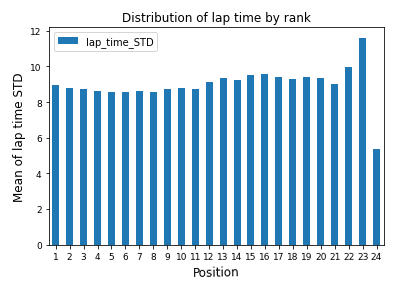 Distribution of lap time by rank
lap_time_STD
Mean of lap time STD
12
10
8
6
4
2
0
1 2 3 4 5 6 7 8 9 10 11 12 13 14 15 16 17 18 19 20 21 22 23 24
Position